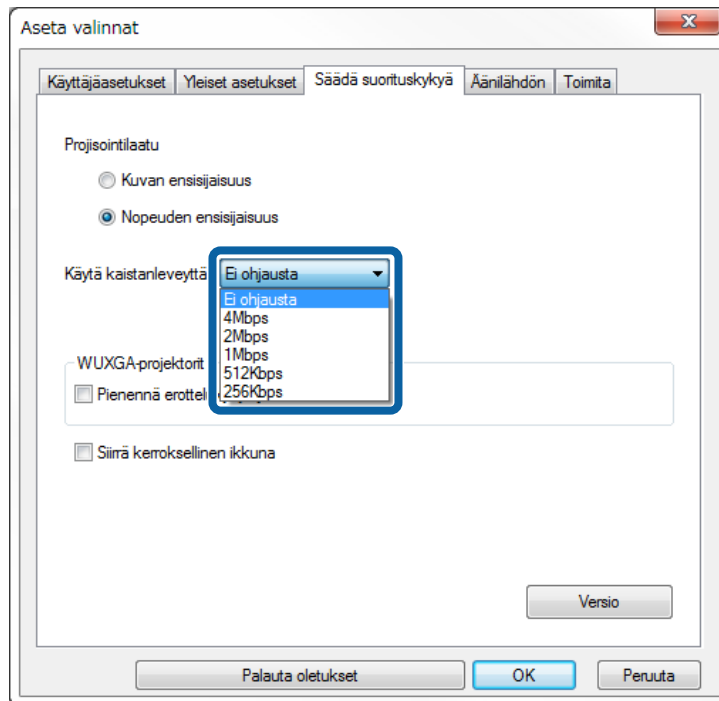 Aseta valinnat
Käyttäjäasetukset Yleiset asetukset Säädä suorituskykyä Äänilähdön Toimita
Projisointilaatu
Kuvan ensisijaisuus
Nopeuden ensisijaisuus
Käytä kaistanleveyttä Ei ohjausta
Ei ohjausta
4Mbps
2Mbps
1Mbps
512Kbps
256Kbps
WUXGA-projektorit
Pienennä
Siirrä kerroksellinen ikkuna
Versio
Palauta oletukset OK Peruuta